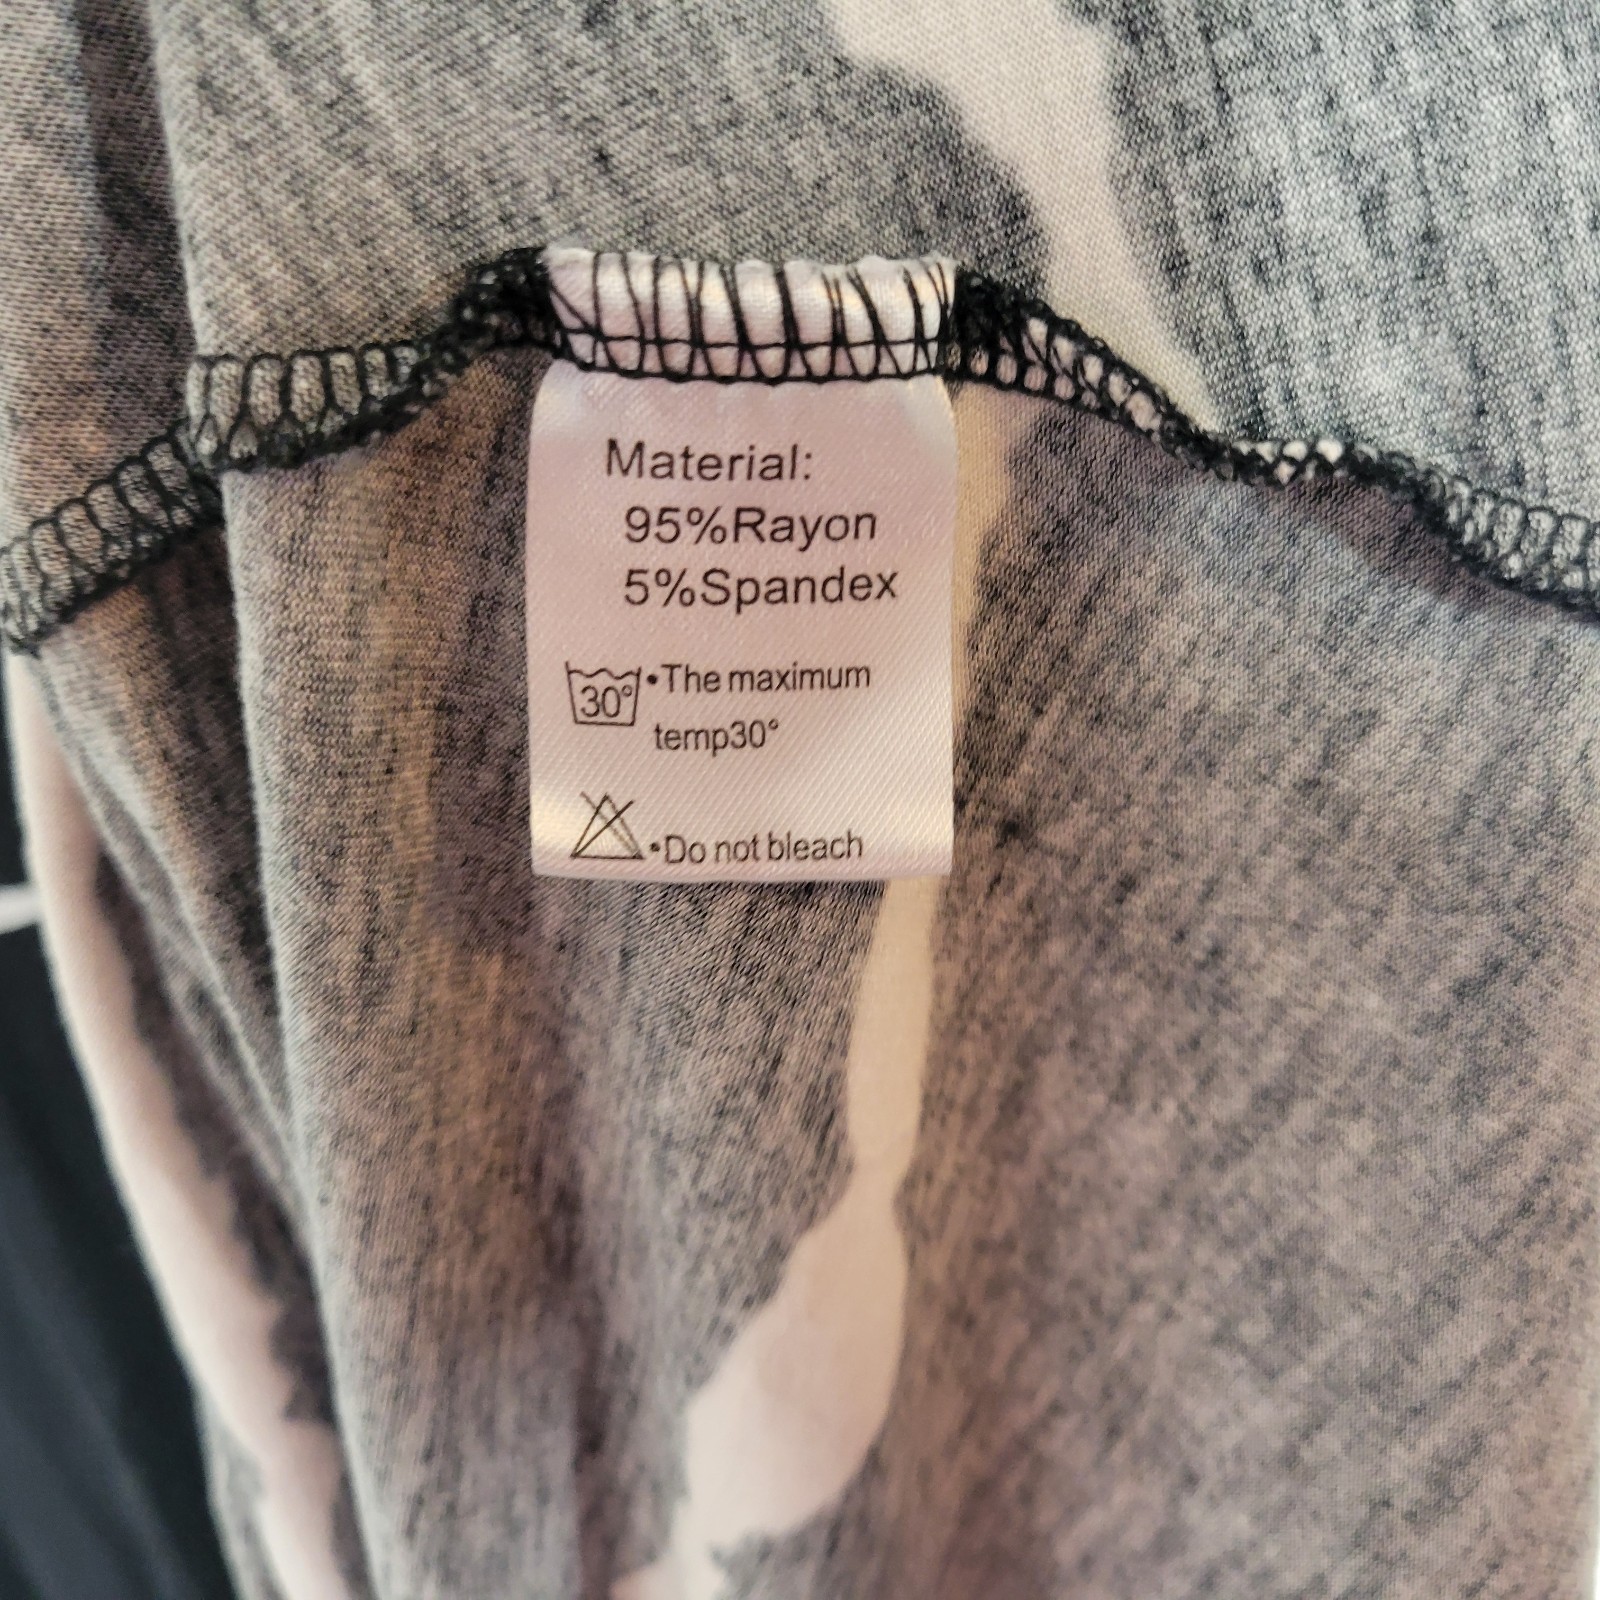 Material:
95%Rayon
5%Spandex
30° •The maximum
temp30°
•Do not bleach